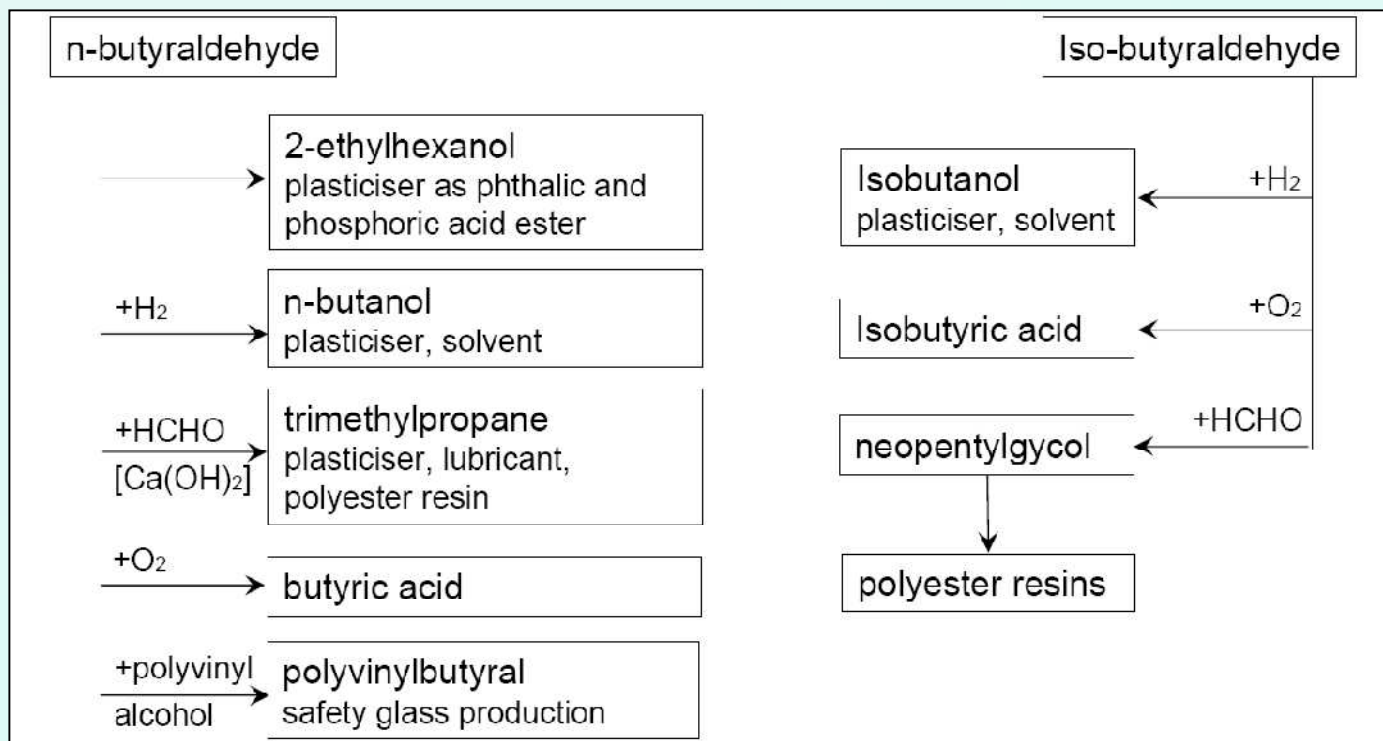 n-butyraldehyde
2-ethylhexanol
plasticiser as phthalic and
phosphoric acid ester
+H₂
n-butanol
plasticiser, solvent
+HCHO
[Ca(OH)₂]
trimethylpropane
plasticiser, lubricant,
polyester resin
+O₂
butyric acid
+polyvinyl
alcohol
polyvinylbutyral
safety glass production
Iso-butyraldehyde
+H₂
Isobutanol
plasticiser, solvent
+O₂
Isobutyric acid
+HCHO
neopentylgycol
polyester resins